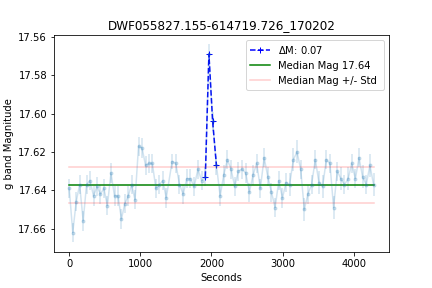 DWF055827.155-614719.726_170202
17.56
17.58
17.60
17.62
17.64
17.66
g band Magnitude
ΔM: 0.07
Median Mag 17.64
Median Mag +/- Std
0
1000
2000
3000
4000
Seconds